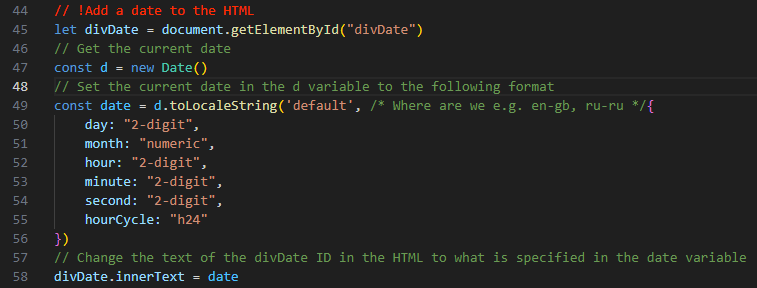 44 // !Add a date to the HTML
45 let divDate = document.getElementById("divDate")
46 // Get the current date
47 const d = new Date()
48 // Set the current date in the d variable to the following format
49 const date = d.toLocaleString('default', /* Where are we e.g. en-gb, ru-ru */{
50     day: "2-digit",
51     month: "numeric",
52     hour: "2-digit",
53     minute: "2-digit",
54     second: "2-digit",
55     hourCycle: "h24"
56 })
57 // Change the text of the divDate ID in the HTML to what is specified in the date variable
58 divDate.innerText = date